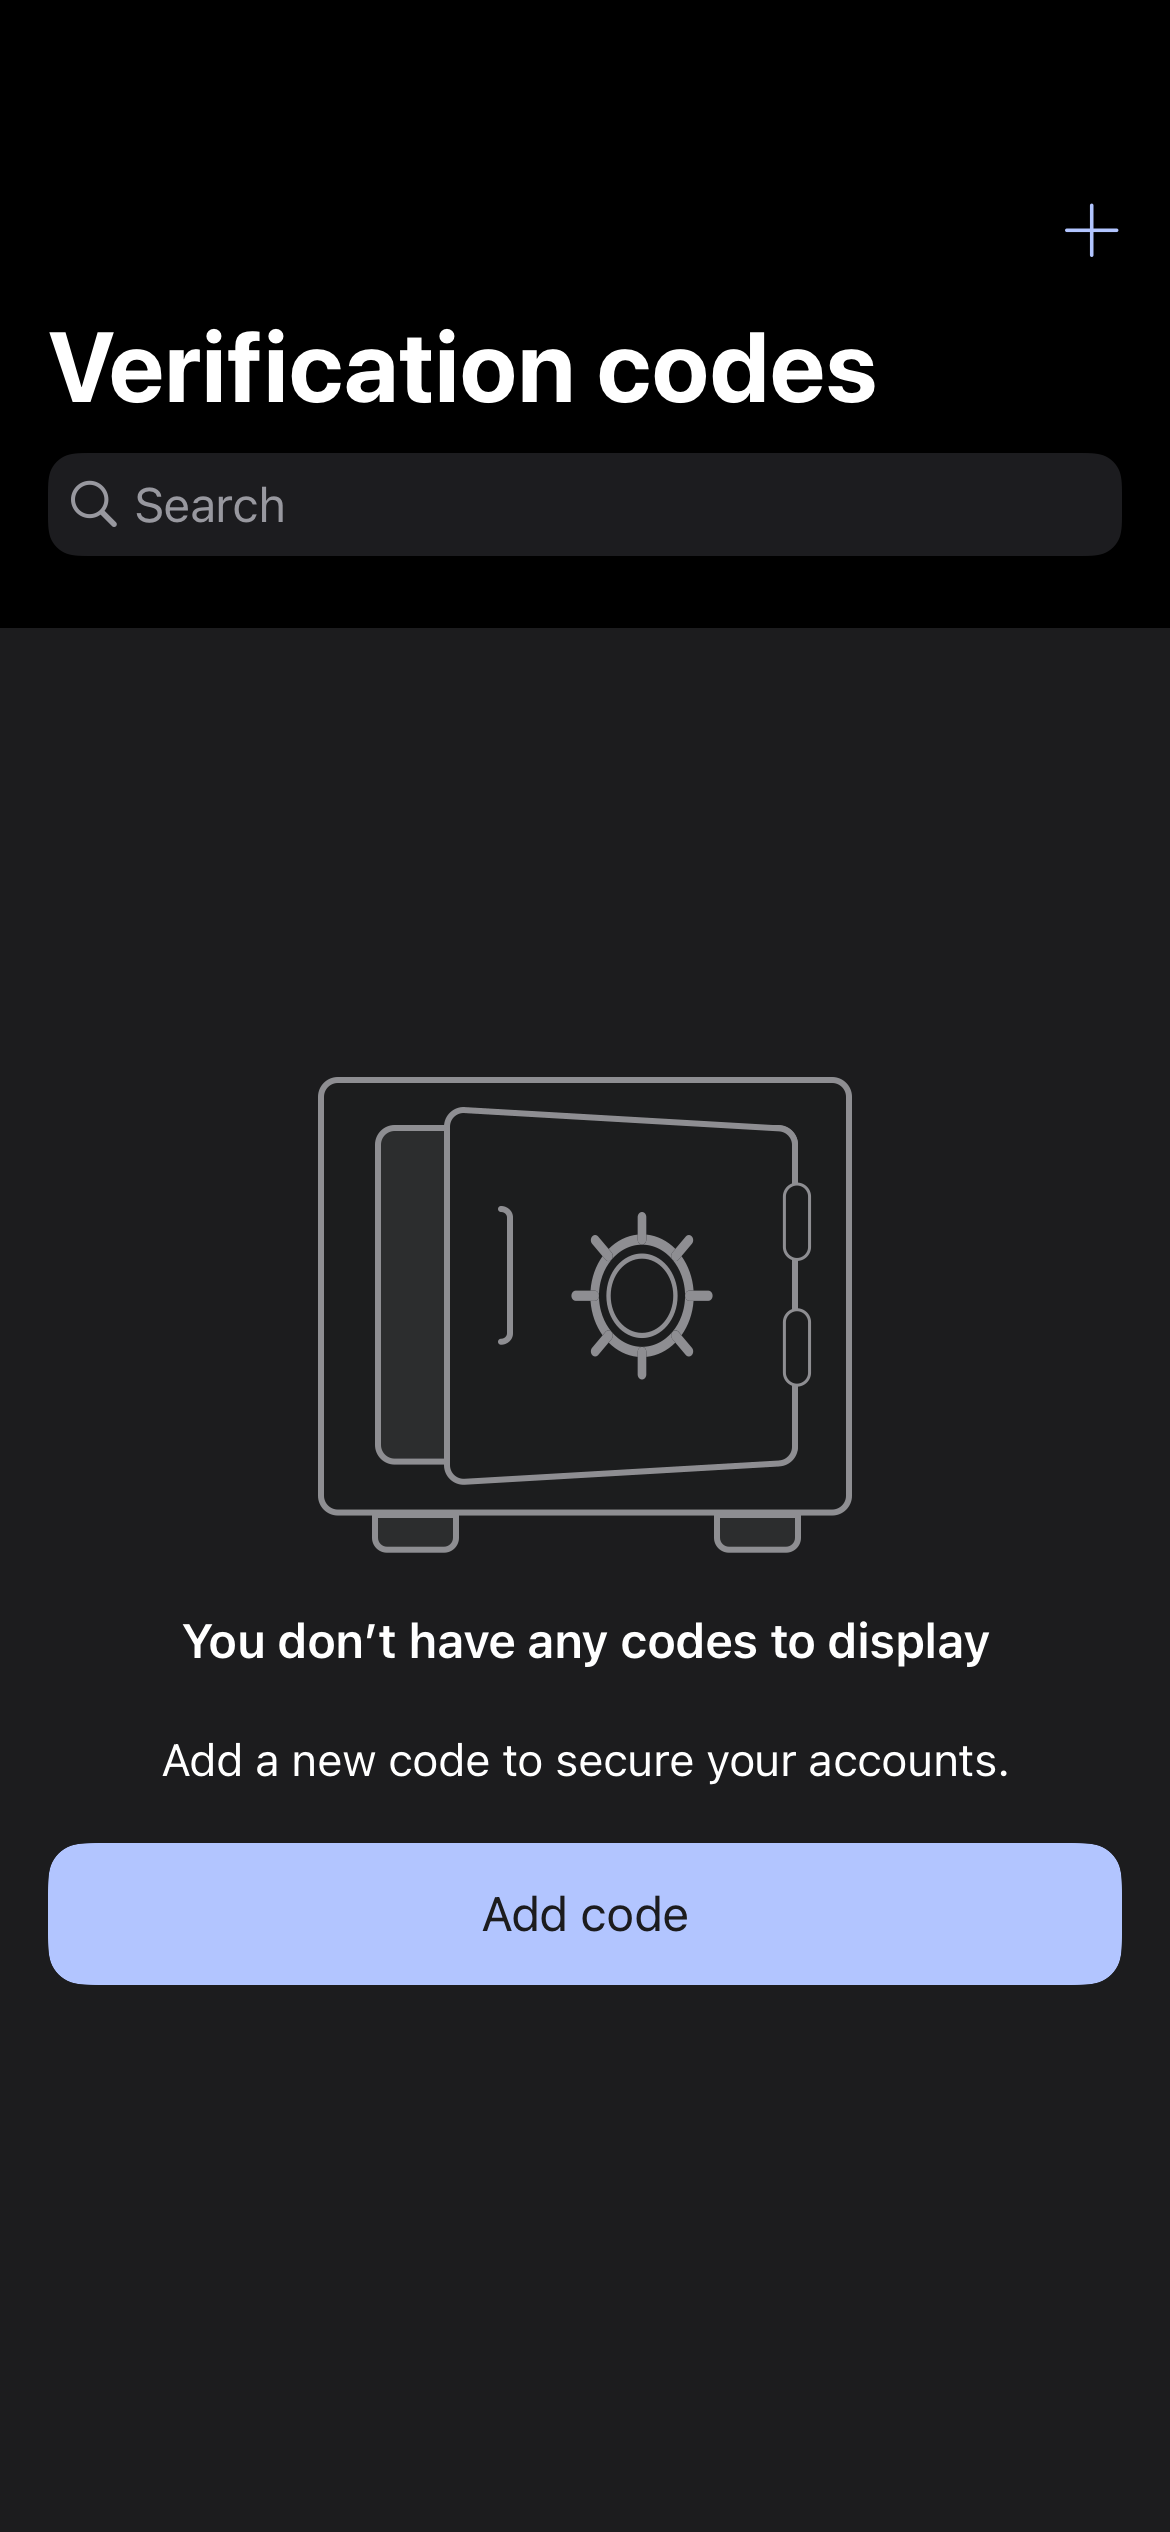 Verification codes
Search
You don’t have any codes to display
Add a new code to secure your accounts.
Add code